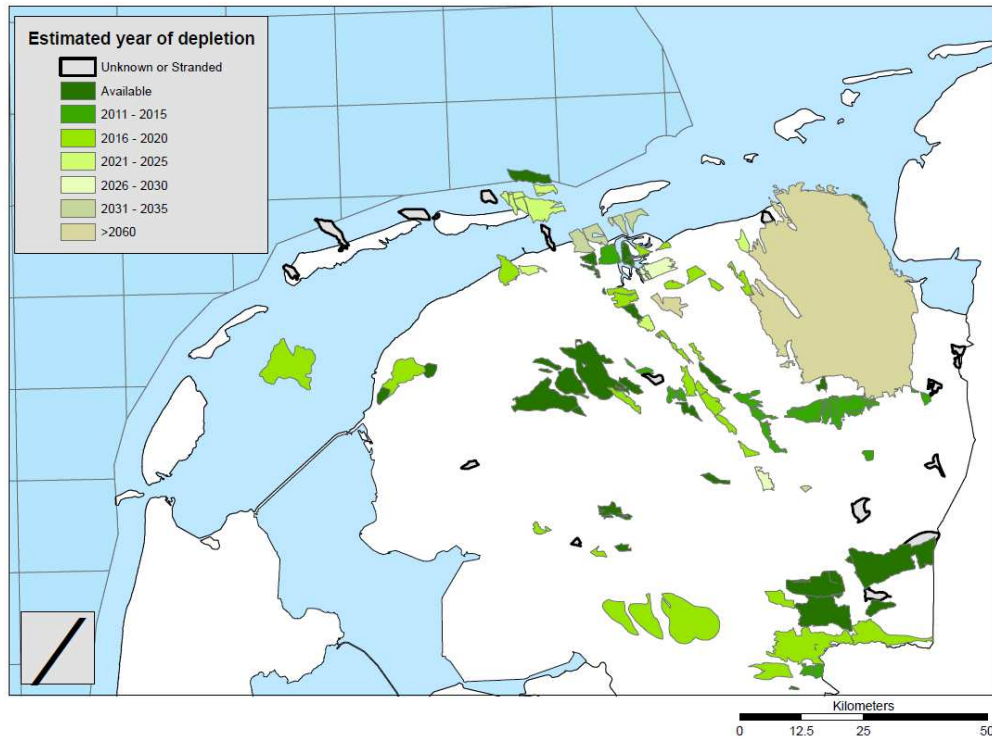 Estimated year of depletion
Unknown or Stranded
Available
2011 - 2015
2016 - 2020
2021 - 2025
2026 - 2030
2031 - 2035
>2060
Kilometers
0 12.5 25 50